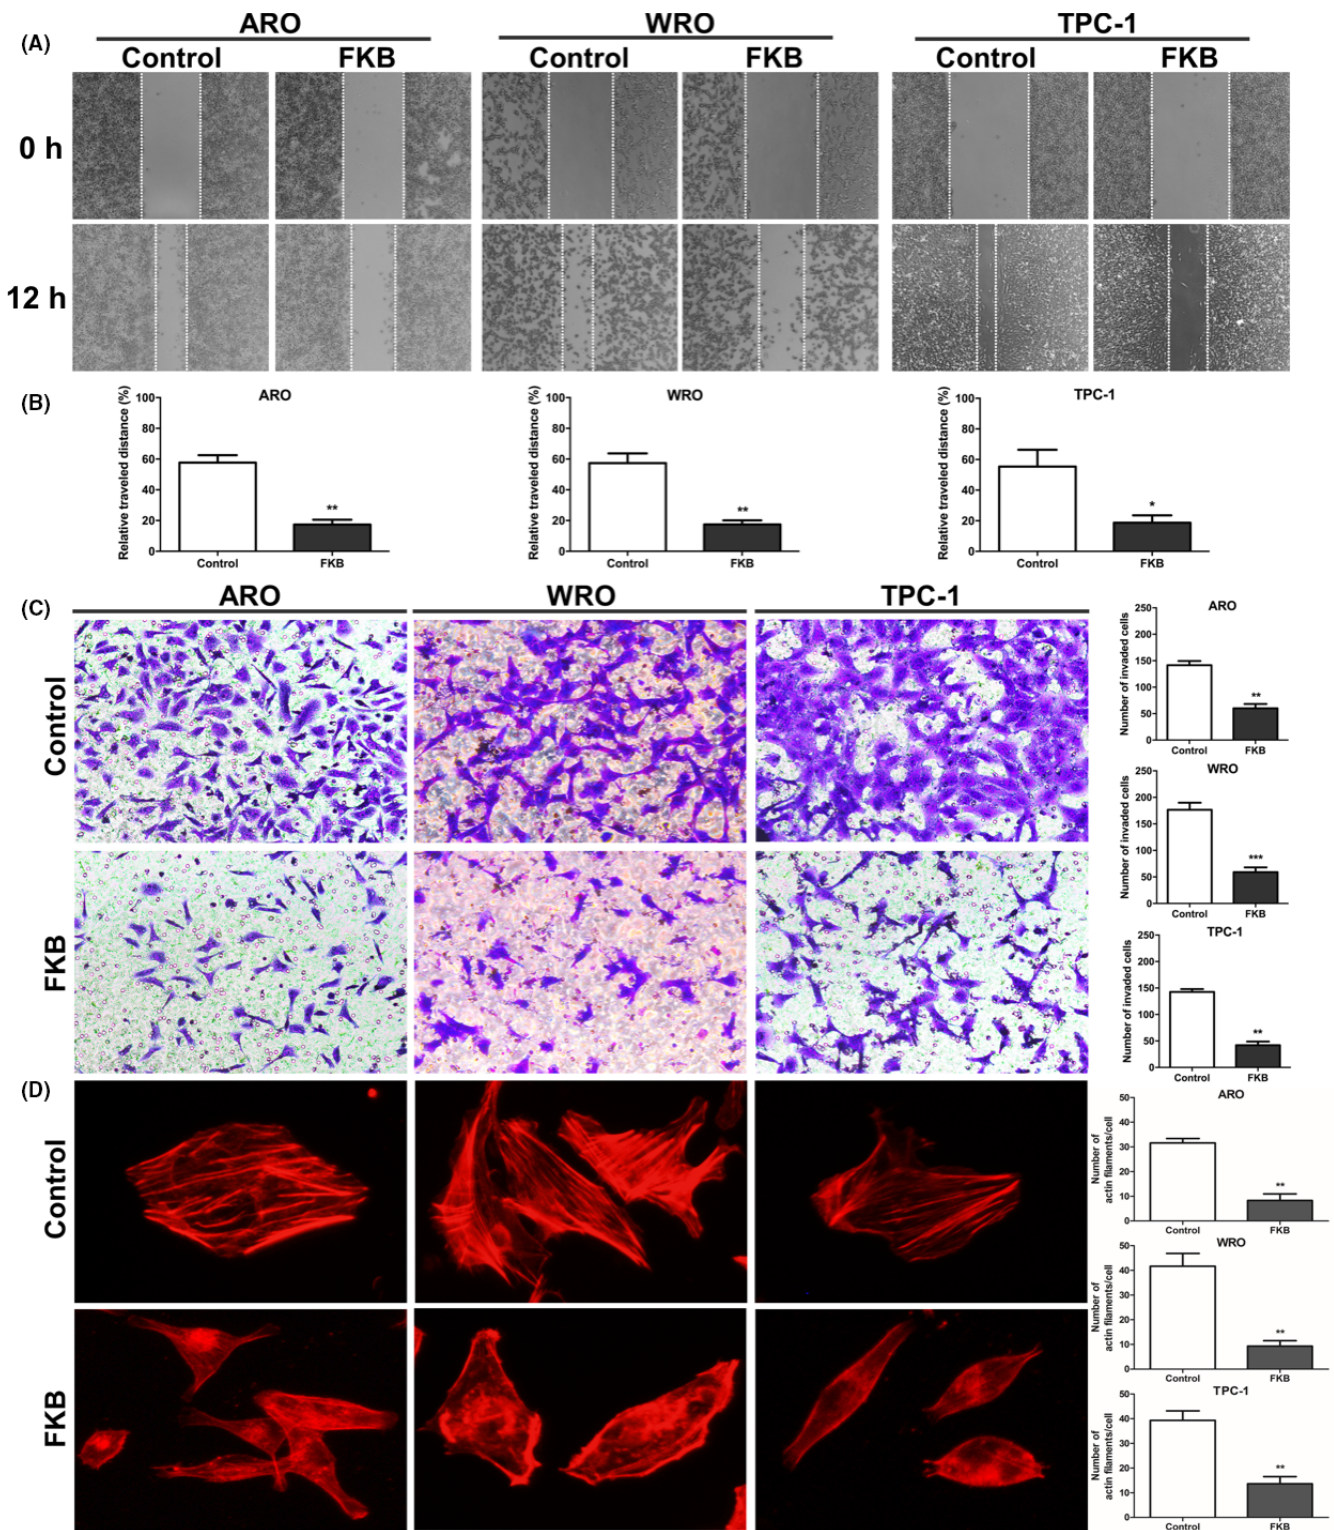 (A)
ARO WRO TPC-1
Control FKB Control FKB Control FKB
0 h
12 h
(B)
ARO
Relative traveled distance (%)
100
80
60
40
20
0
**
Control FKB
WRO
Relative traveled distance (%)
100
80
60
40
20
0
**
Control FKB
TPC-1
Relative traveled distance (%)
100
80
60
40
20
0
*
Control FKB
(C)
ARO WRO TPC-1
Control
FKB
ARO
Number of invaded cells
250
200
150
100
50
0
**
Control FKB
WRO
Number of invaded cells
250
200
150
100
50
0
***
Control FKB
TPC-1
Number of invaded cells
250
200
150
100
50
0
**
Control FKB
(D)
Control
FKB
ARO
Number of
actin filaments/cell
50
40
30
20
10
0
**
Control FKB
WRO
Number of
actin filaments/cell
50
40
30
20
10
0
**
Control FKB
TPC-1
Number of
actin filaments/cell
50
40
30
20
10
0
**
Control FKB